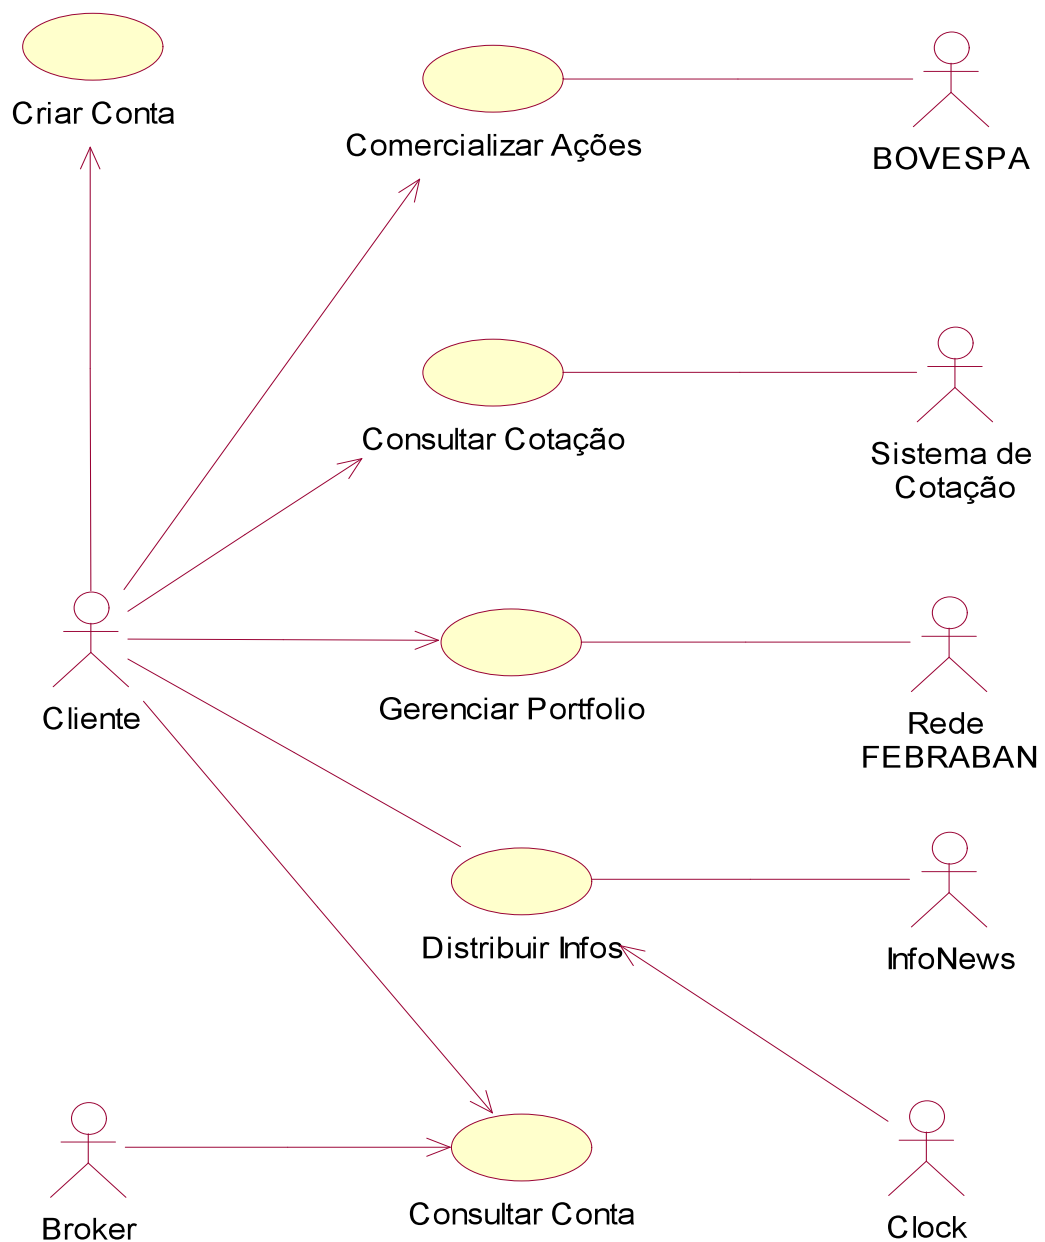 Criar Conta
Comercializar Ações
BOVESPA
Consultar Cotação
Sistema de
Cotação
Cliente
Gerenciar Portfolio
Rede
FEBRABAN
Distribuir Infos
InfoNews
Broker
Consultar Conta
Clock